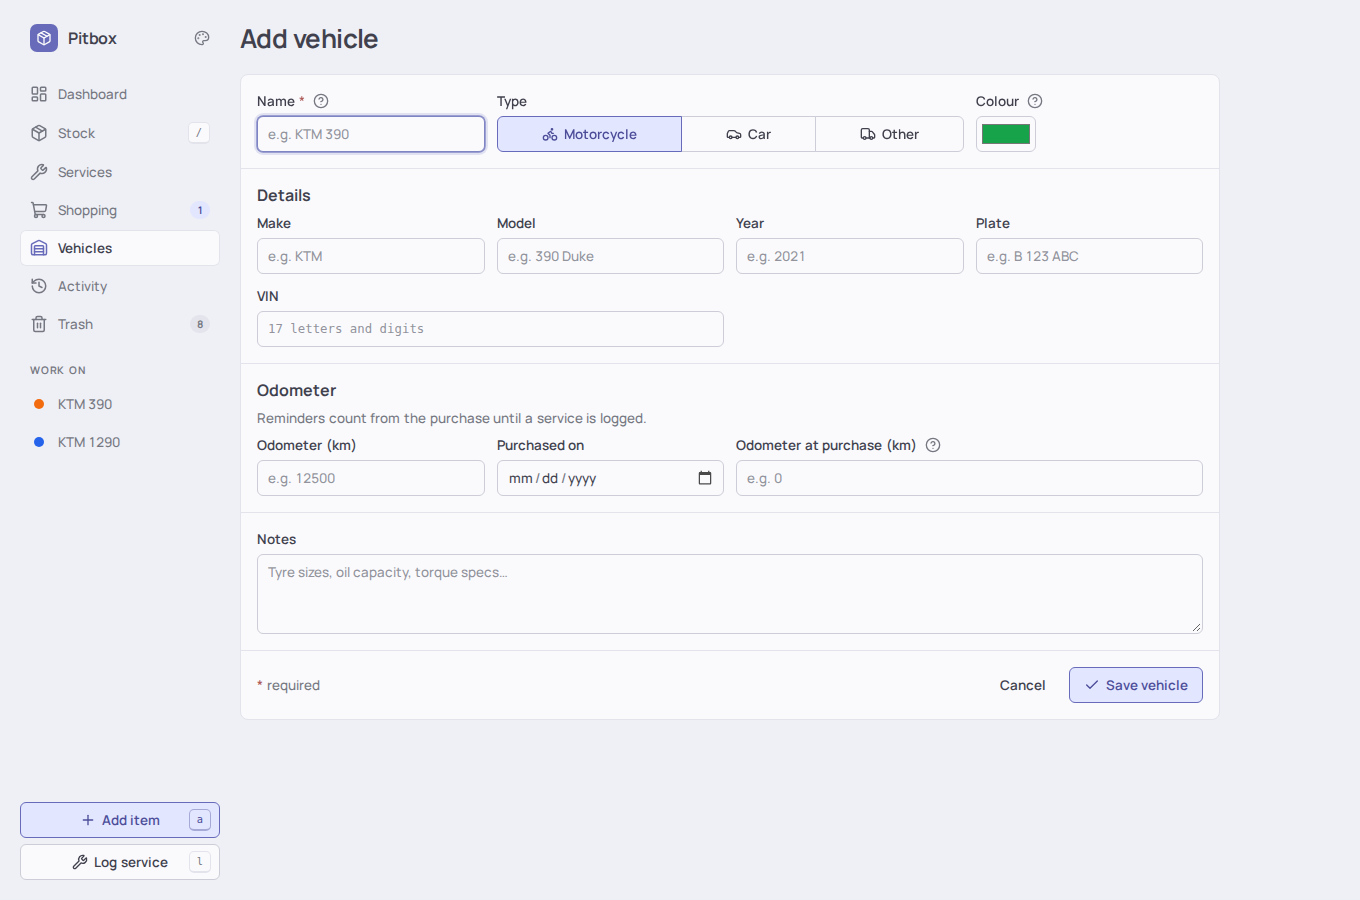 Pitbox
Dashboard
Stock /
Services
Shopping 1
Vehicles
Activity
Trash 8
WORK ON
KTM 390
KTM 1290
Add item a
Log service l
Add vehicle
Name * ?
e.g. KTM 390
Type
Motorcycle Car Other
Colour ?
Details
Make Model Year Plate
e.g. KTM e.g. 390 Duke e.g. 2021 e.g. B 123 ABC
VIN
17 letters and digits
Odometer
Reminders count from the purchase until a service is logged.
Odometer (km) Purchased on Odometer at purchase (km) ?
e.g. 12500 mm/dd/yyyy e.g. 0
Notes
Tyre sizes, oil capacity, torque specs…
* required Cancel Save vehicle